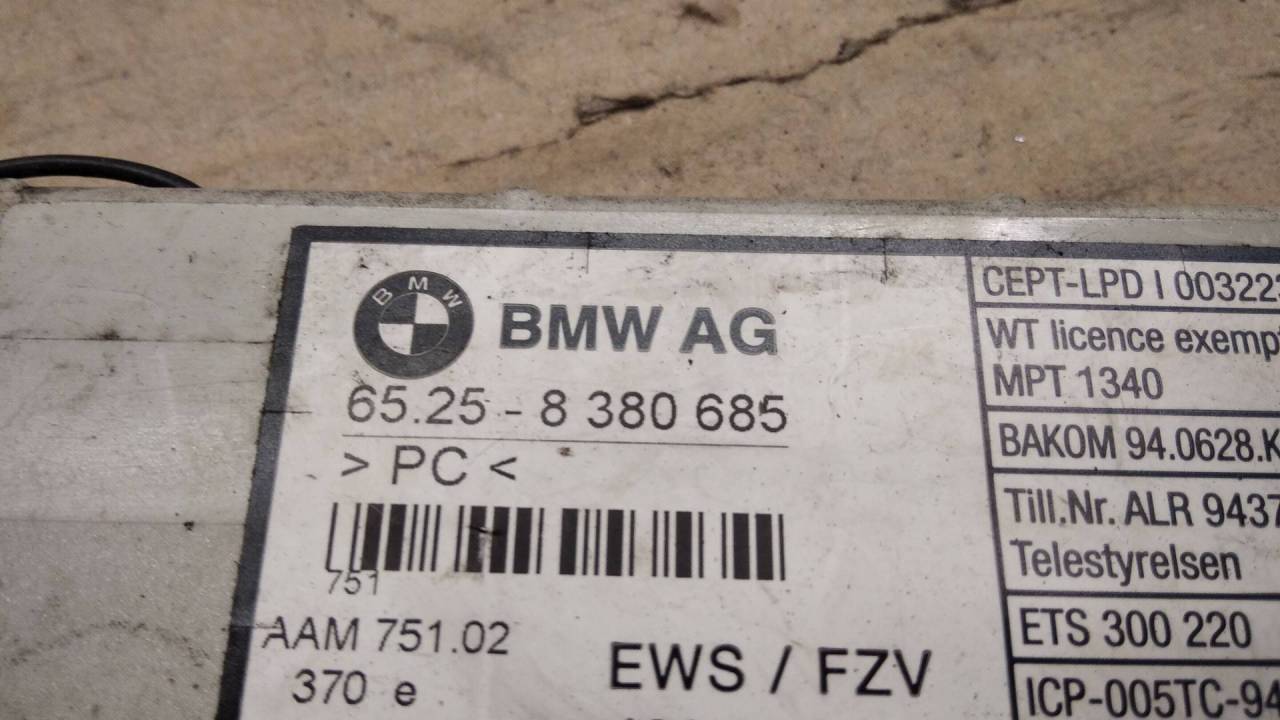 BMW
BMW AG
65.25 - 8 380 685
> PC <
751
AAM 751.02
370 e
EWS / FZV
CEPT-LPD I 00322
WT licence exemp
MPT 1340
BAKOM 94.0628.K
Till.Nr. ALR 9437
Telestyrelsen
ETS 300 220
ICP-005TC-94